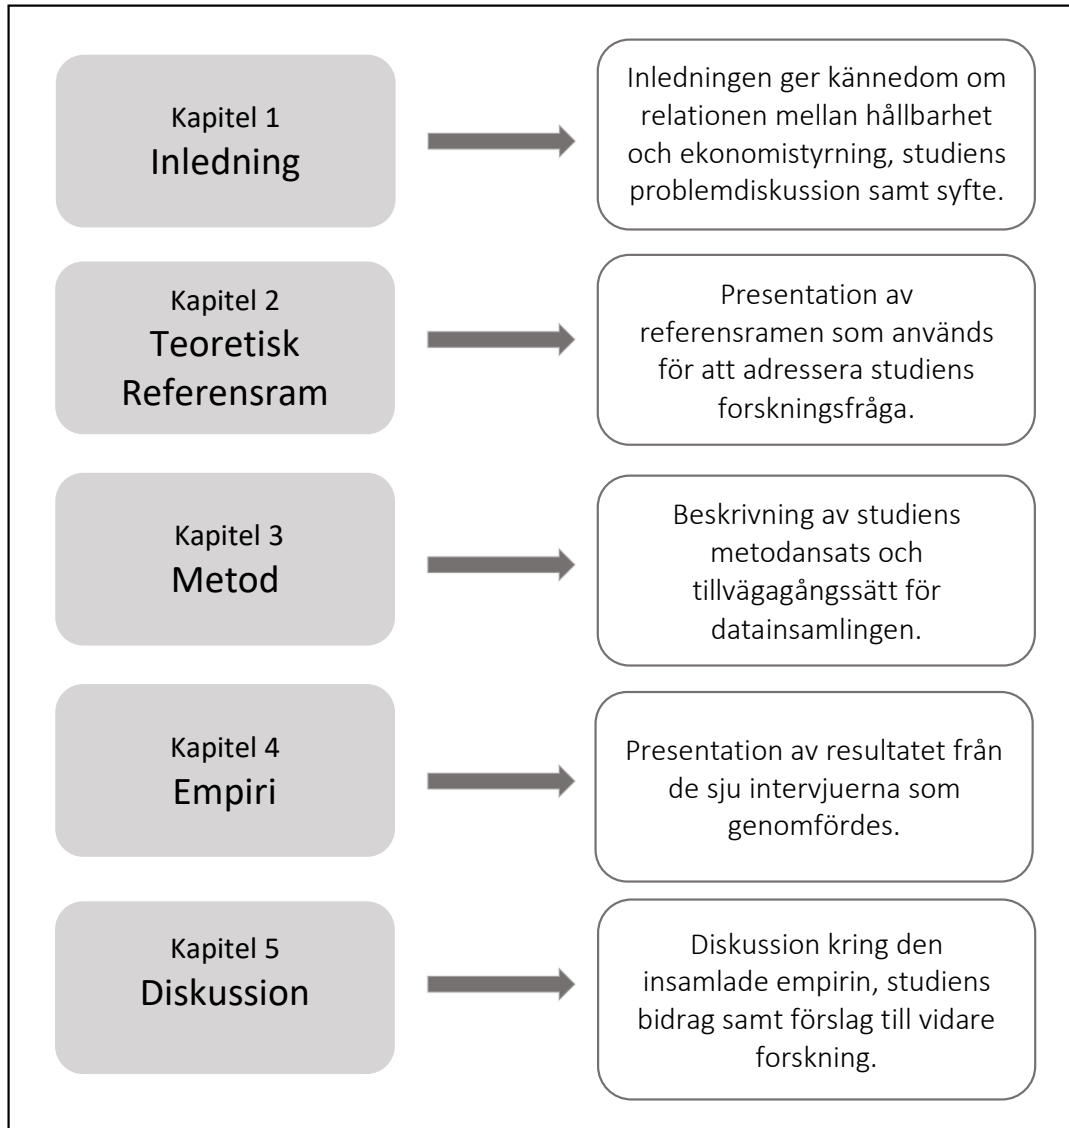 Kapitel 1
Inledning
Inledningen ger kännedom om
relationen mellan hållbarhet
och ekonomistyrning, studiens
problemdiskussion samt syfte.
Kapitel 2
Teoretisk
Referensram
Presentation av
referensramen som används
för att adressera studiens
forskningsfråga.
Kapitel 3
Metod
Beskrivning av studiens
metodansats och
tillvägagångssätt för
datainsamlingen.
Kapitel 4
Empiri
Presentation av resultatet från
de sju intervjuerna som
genomfördes.
Kapitel 5
Diskussion
Diskussion kring den
insamlade empirin, studiens
bidrag samt förslag till vidare
forskning.